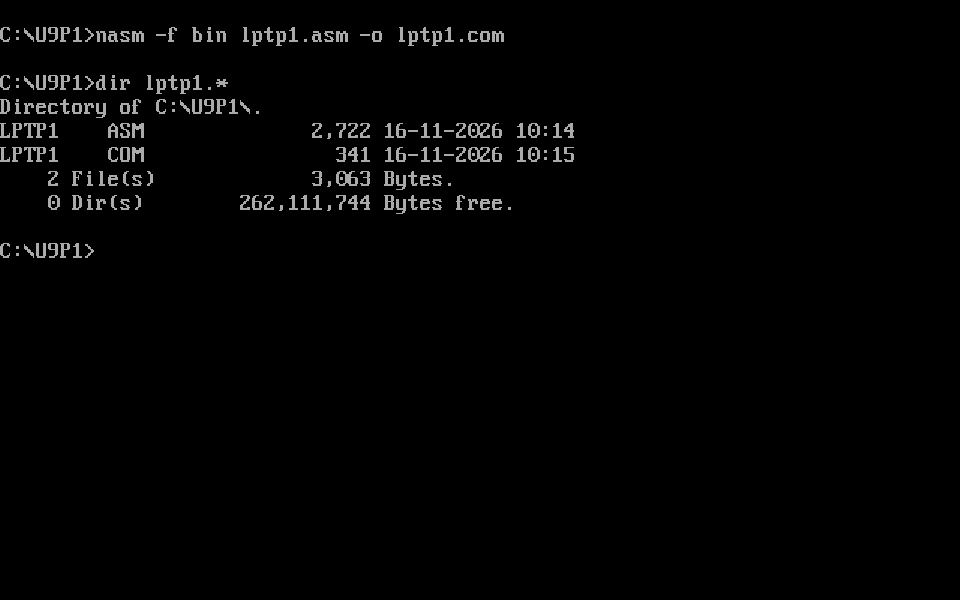 C:\U9P1>nasm -f bin lptp1.asm -o lptp1.com
C:\U9P1>dir lptp1.*
Directory of C:\U9P1\.
LPTP1    ASM              2,722 16-11-2026 10:14
LPTP1    COM                341 16-11-2026 10:15
    2 File(s)             3,063 Bytes.
    0 Dir(s)        262,111,744 Bytes free.
C:\U9P1>